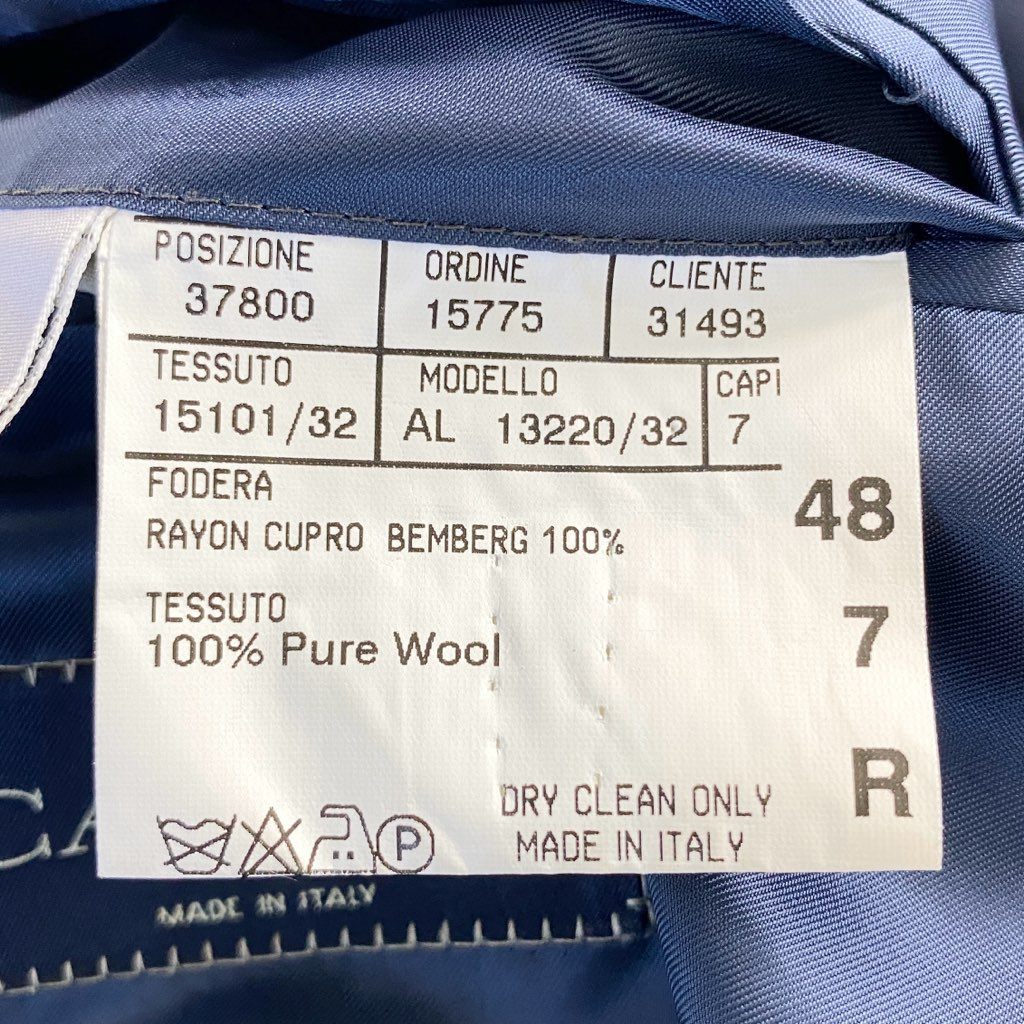 POSIZIONE
37800
ORDINE
15775
CLIENTE
31493
TESSUTO
15101/32
MODELLO
AL 13220/32
CAPI
7
FODERA
RAYON CUPRO BEMBERG 100%
TESSUTO
100% Pure Wool
48
7
R
P
DRY CLEAN ONLY
MADE IN ITALY
MADE IN ITALY